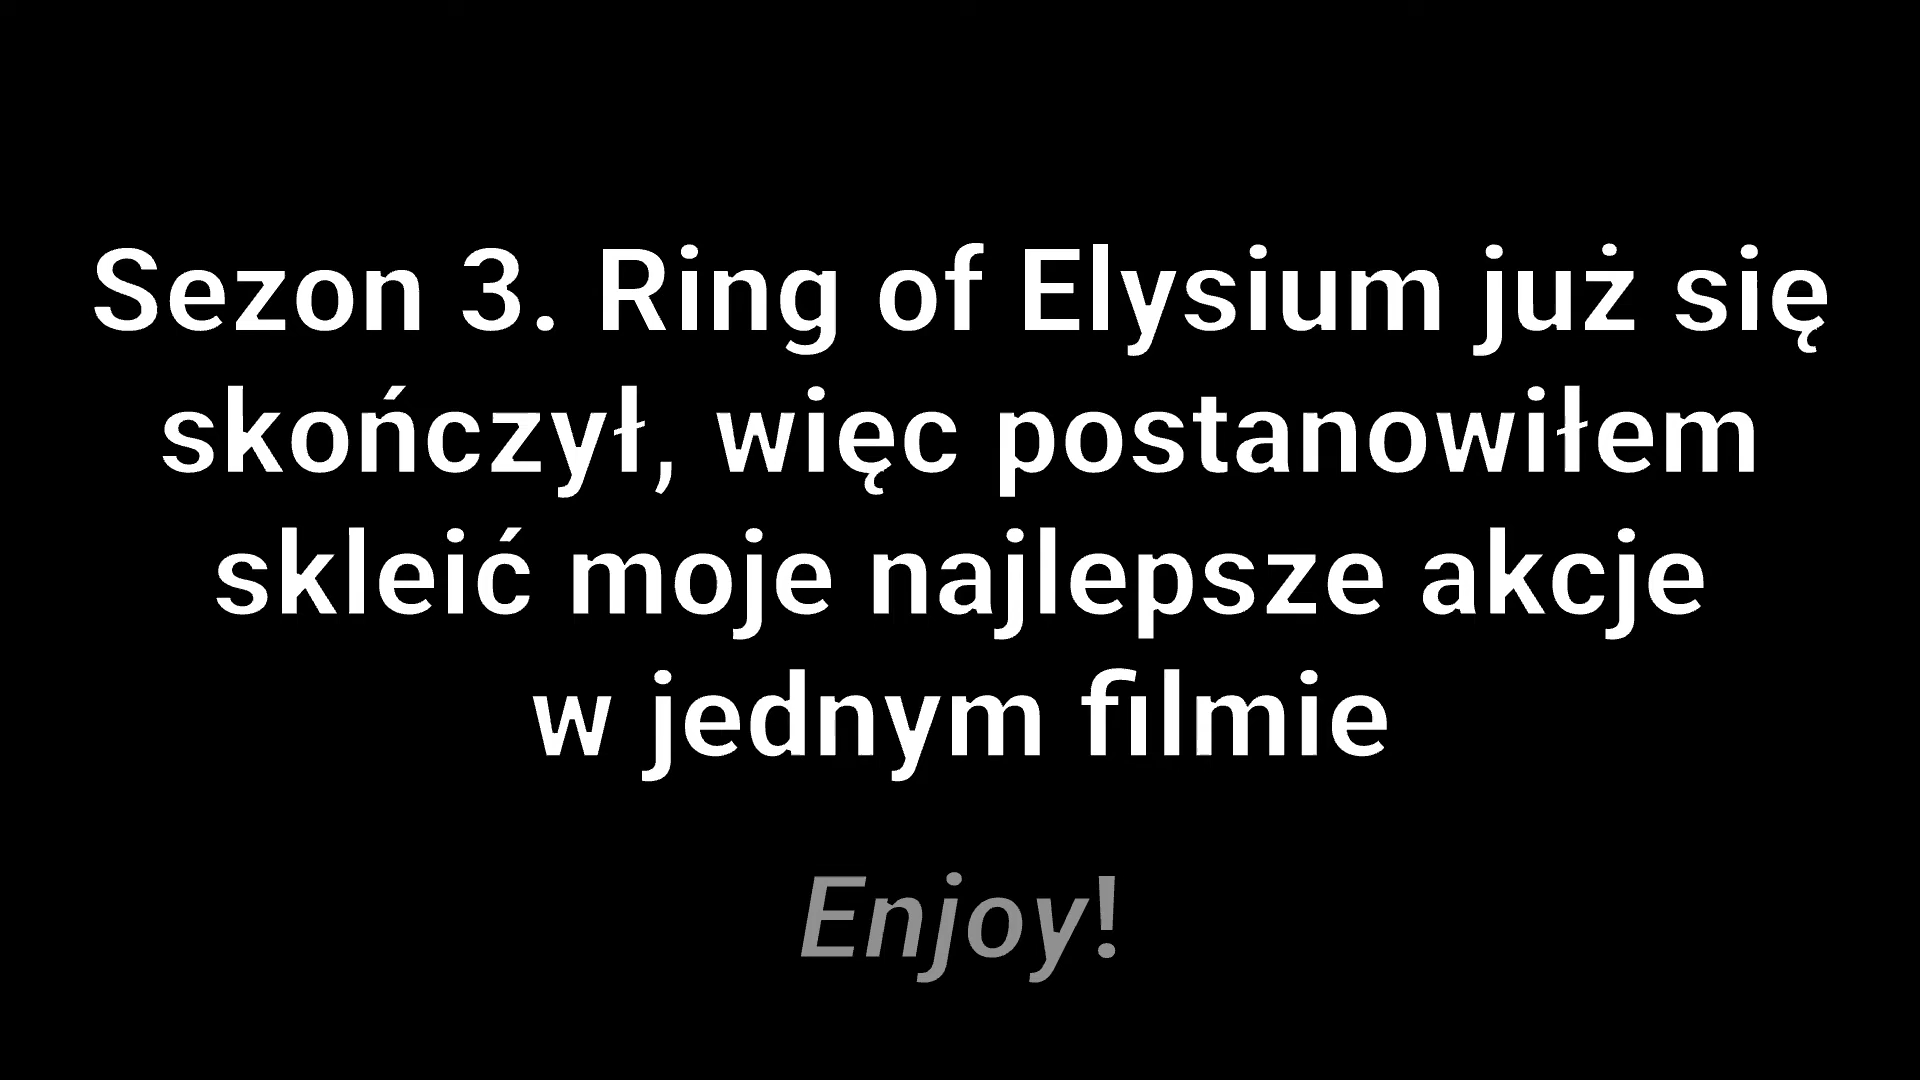 Sezon 3. Ring of Elysium już się
skończył, więc postanowiłem
skleić moje najlepsze akcje
w jednym filmie
Enjoy!